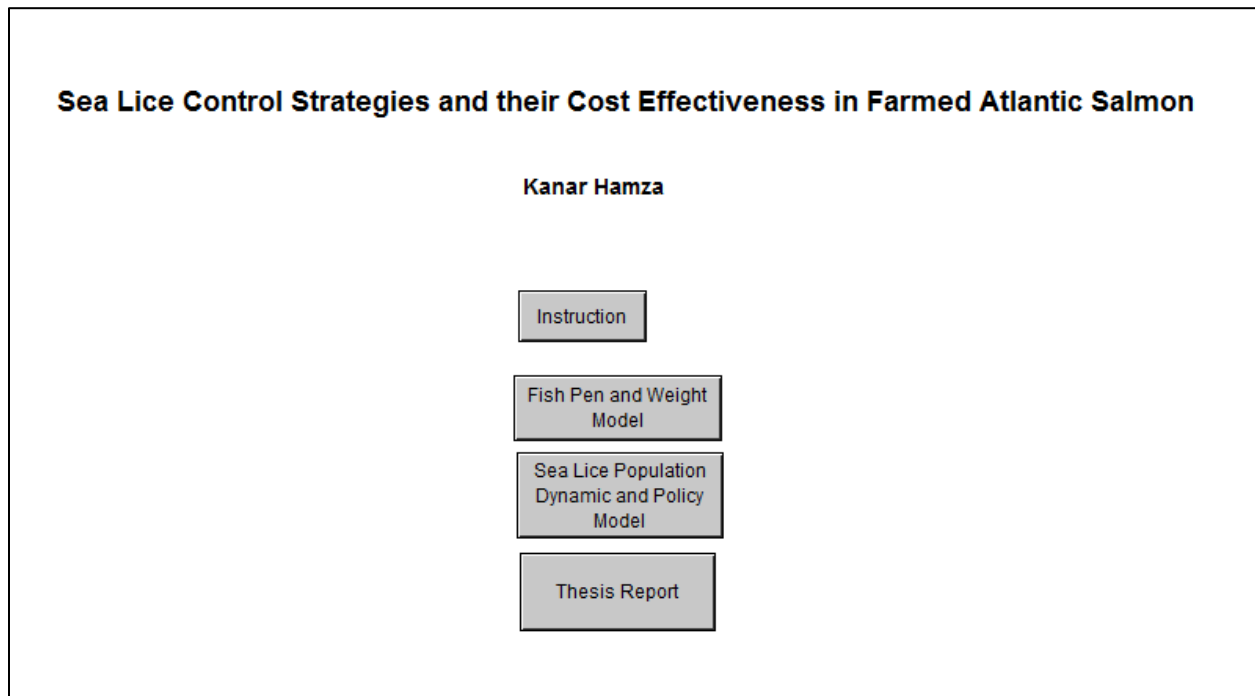 Sea Lice Control Strategies and their Cost Effectiveness in Farmed Atlantic Salmon
Kanar Hamza
Instruction
Fish Pen and Weight
Model
Sea Lice Population
Dynamic and Policy
Model
Thesis Report